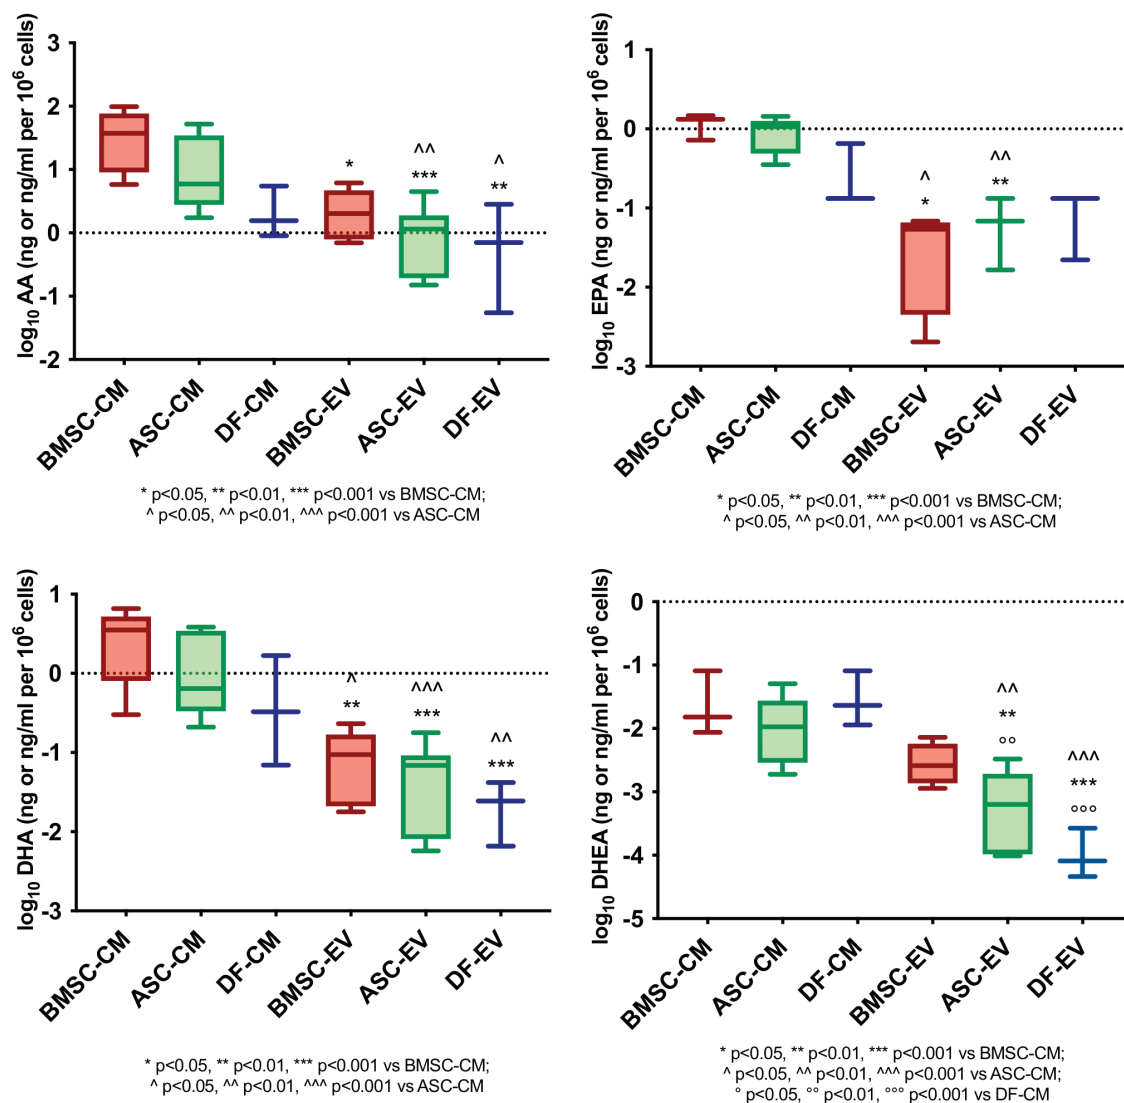 log10 AA (ng or ng/ml per 10⁶ cells)
3
2
1
0
-1
-2
^^
^
*
***
**
BMSC-CM
ASC-CM
DF-CM
BMSC-EV
ASC-EV
DF-EV
* p<0.05, ** p<0.01, *** p<0.001 vs BMSC-CM;
^ p<0.05, ^^ p<0.01, ^^^ p<0.001 vs ASC-CM
log10 EPA (ng or ng/ml per 10⁶ cells)
1
0
-1
-2
-3
^^
**
^
*
BMSC-CM
ASC-CM
DF-CM
BMSC-EV
ASC-EV
DF-EV
* p<0.05, ** p<0.01, *** p<0.001 vs BMSC-CM;
^ p<0.05, ^^ p<0.01, ^^^ p<0.001 vs ASC-CM
log10 DHA (ng or ng/ml per 10⁶ cells)
1
0
-1
-2
-3
^
**
^^^
***
^^
***
BMSC-CM
ASC-CM
DF-CM
BMSC-EV
ASC-EV
DF-EV
* p<0.05, ** p<0.01, *** p<0.001 vs BMSC-CM;
^ p<0.05, ^^ p<0.01, ^^^ p<0.001 vs ASC-CM
log10 DHEA (ng or ng/ml per 10⁶ cells)
0
-1
-2
-3
-4
-5
^^
**
°°
^^^
***
°°°
BMSC-CM
ASC-CM
DF-CM
BMSC-EV
ASC-EV
DF-EV
* p<0.05, ** p<0.01, *** p<0.001 vs BMSC-CM;
^ p<0.05, ^^ p<0.01, ^^^ p<0.001 vs ASC-CM;
° p<0.05, °° p<0.01, °°° p<0.001 vs DF-CM